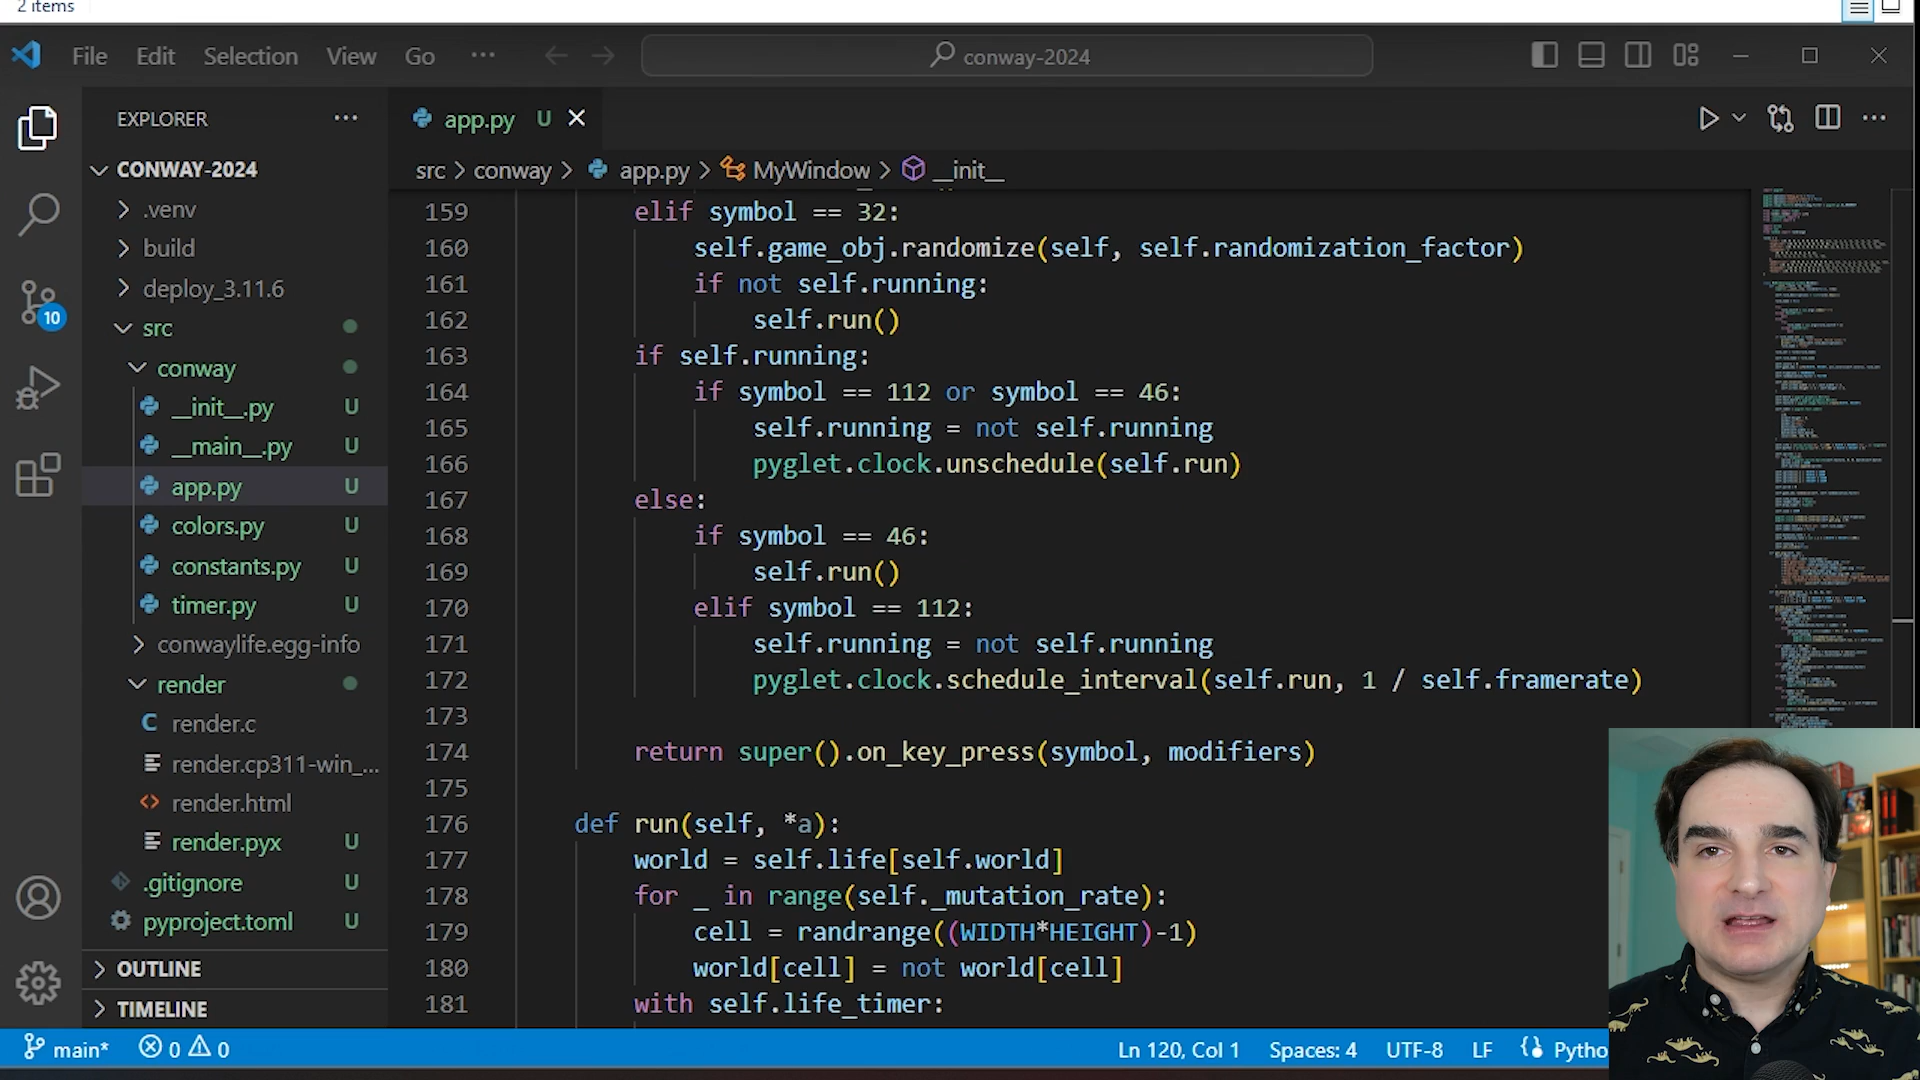 2 items
File Edit Selection View Go ··· conway-2024
EXPLORER ···
CONWAY-2024
.venv
build
deploy_3.11.6
src
conway
__init__.py U
__main__.py U
app.py U
colors.py U
constants.py U
timer.py U
conwaylife.egg-info
render
render.c
render.cp311-win_...
render.html
render.pyx U
.gitignore U
pyproject.toml U
OUTLINE
TIMELINE
10
app.py U
src > conway > app.py > MyWindow > __init__
159 elif symbol == 32:
160 self.game_obj.randomize(self, self.randomization_factor)
161 if not self.running:
162 self.run()
163 if self.running:
164 if symbol == 112 or symbol == 46:
165 self.running = not self.running
166 pyglet.clock.unschedule(self.run)
167 else:
168 if symbol == 46:
169 self.run()
170 elif symbol == 112:
171 self.running = not self.running
172 pyglet.clock.schedule_interval(self.run, 1 / self.framerate)
173
174 return super().on_key_press(symbol, modifiers)
175
176 def run(self, *a):
177 world = self.life[self.world]
178 for _ in range(self._mutation_rate):
179 cell = randrange((WIDTH*HEIGHT)-1)
180 world[cell] = not world[cell]
181 with self.life_timer:
main* 0 0 Ln 120, Col 1 Spaces: 4 UTF-8 LF Pytho